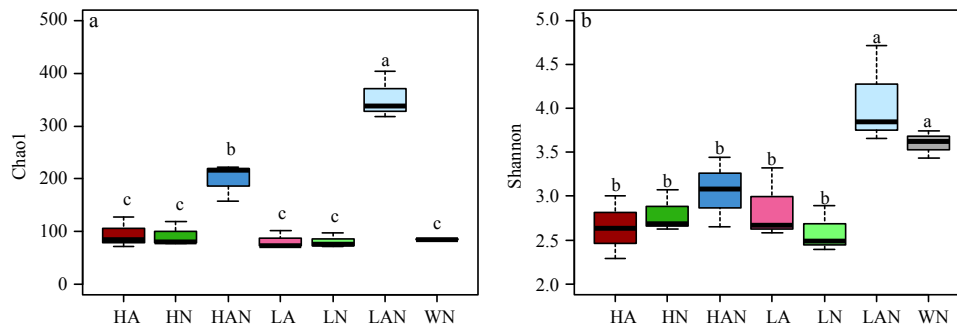 a
Chao1
500
400
300
200
100
0
c
c
b
c
c
a
c
HA HN HAN LA LN LAN WN
b
Shannon
5.0
4.5
4.0
3.5
3.0
2.5
2.0
b
b
b
b
b
a
a
HA HN HAN LA LN LAN WN